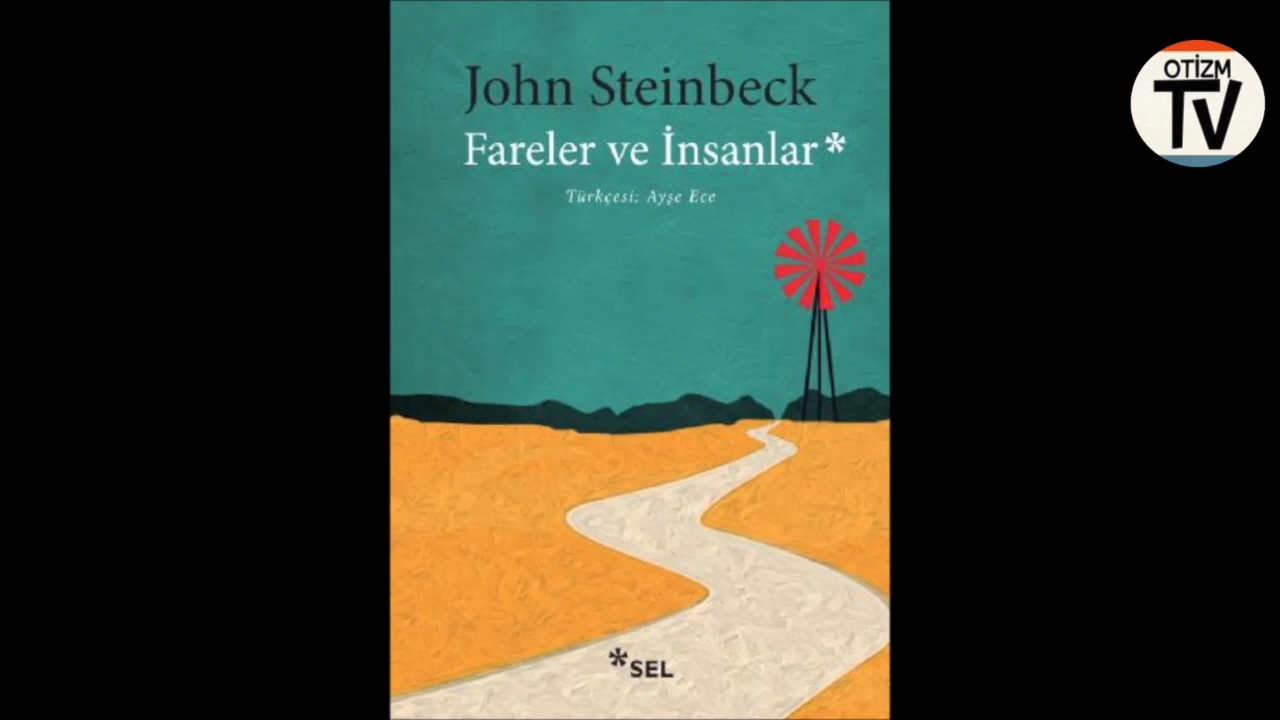 John Steinbeck
Fareler ve İnsanlar*
Türkçesi: Ayşe Ece
*SEL
OTİZM
TV